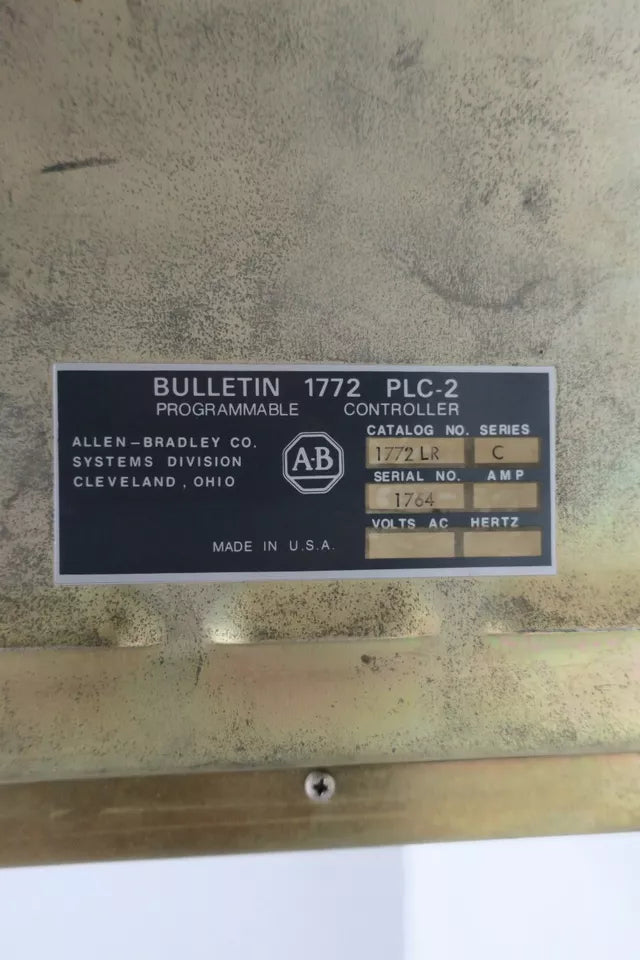 BULLETIN 1772 PLC-2
PROGRAMMABLE CONTROLLER
ALLEN-BRADLEY CO.
SYSTEMS DIVISION
CLEVELAND, OHIO
A-B
CATALOG NO. SERIES
1772 LR C
SERIAL NO. AMP
1764
VOLTS AC HERTZ
MADE IN U.S.A.